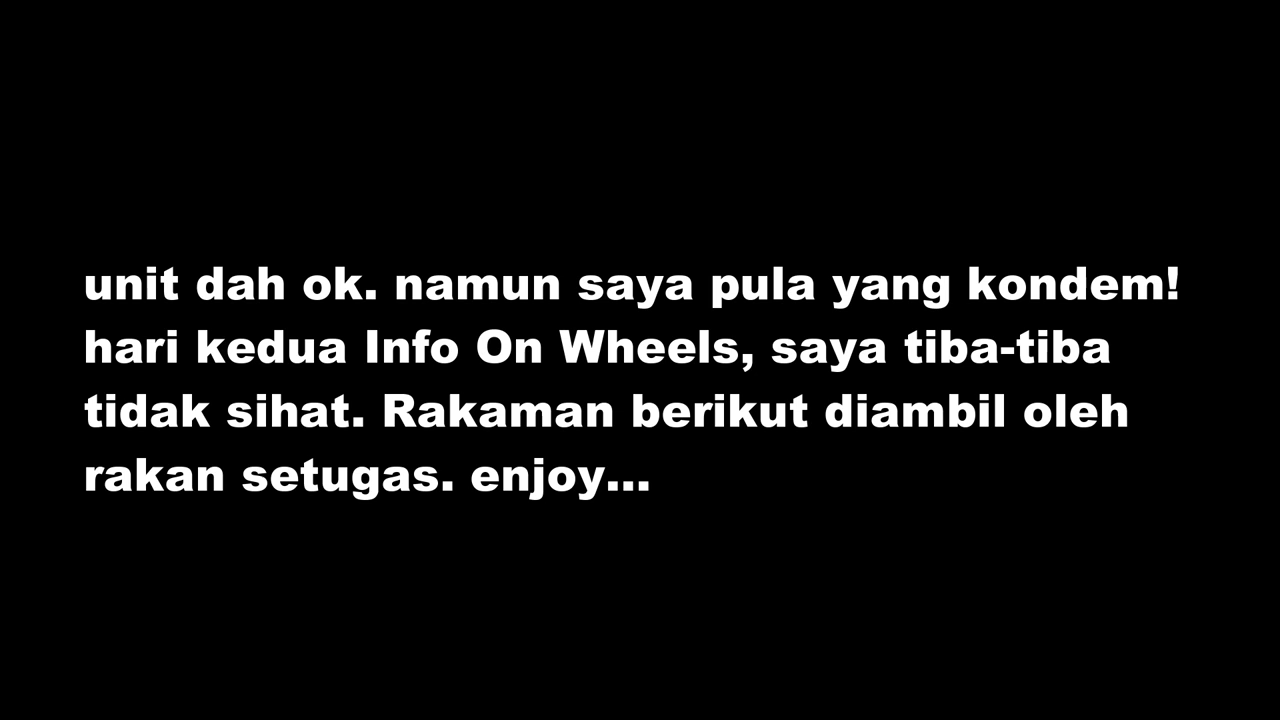 unit dah ok. namun saya pula yang kondem!
hari kedua Info On Wheels, saya tiba-tiba
tidak sihat. Rakaman berikut diambil oleh
rakan setugas. enjoy...